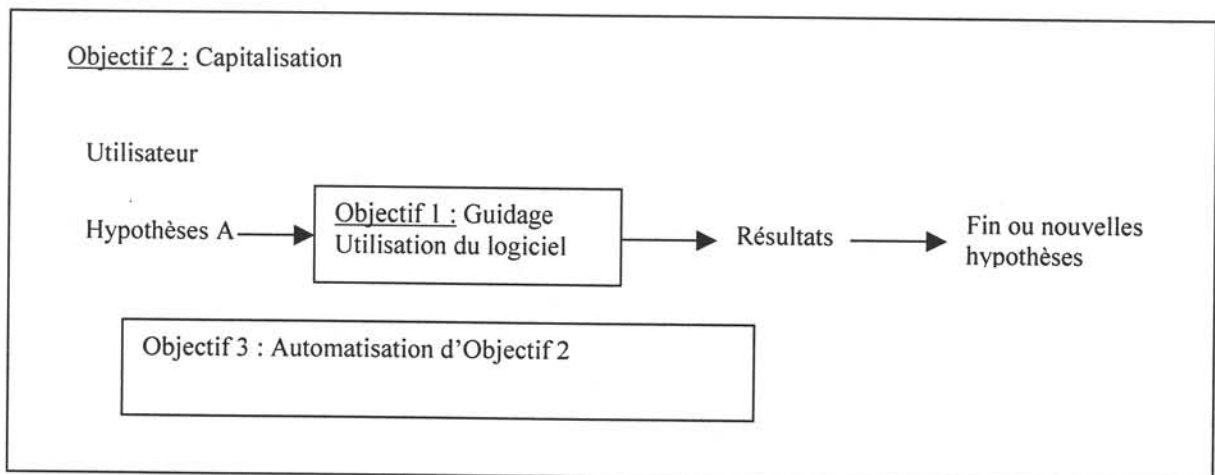 Objectif 2 : Capitalisation
Utilisateur
Hypothèses A
Objectif 1 : Guidage
Utilisation du logiciel
Résultats
Fin ou nouvelles
hypothèses
Objectif 3 : Automatisation d'Objectif 2